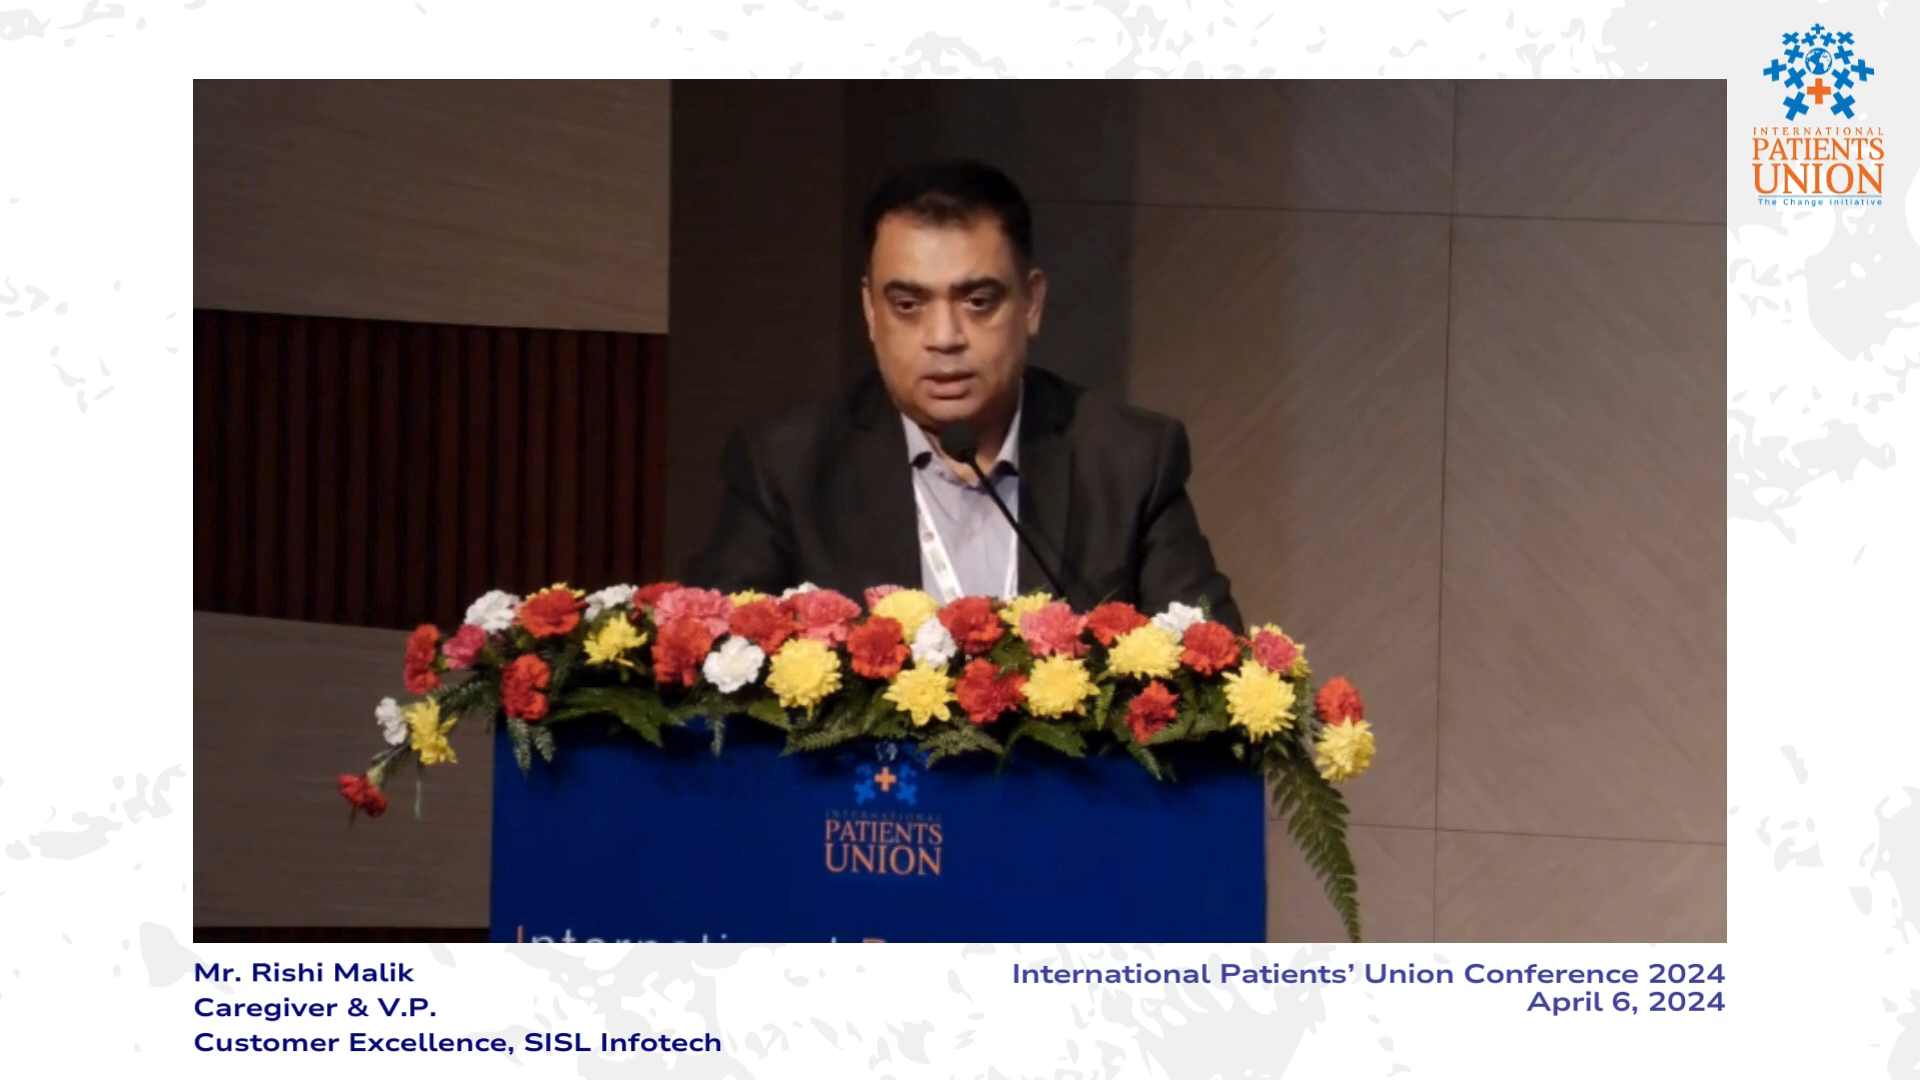 INTERNATIONAL
PATIENTS
UNION
The Change Initiative
INTERNATIONAL
PATIENTS
UNION
Mr. Rishi Malik
Caregiver & V.P.
Customer Excellence, SISL Infotech
International Patients’ Union Conference 2024
April 6, 2024